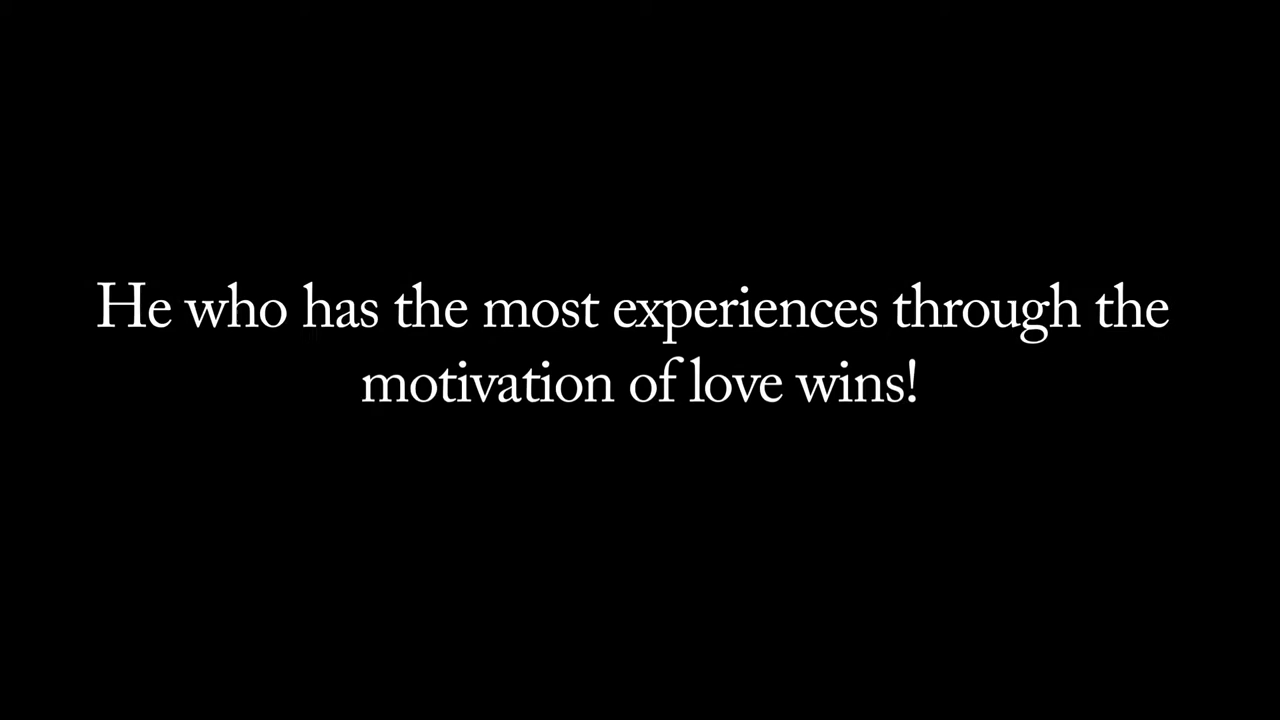 He who has the most experiences through the
motivation of love wins!